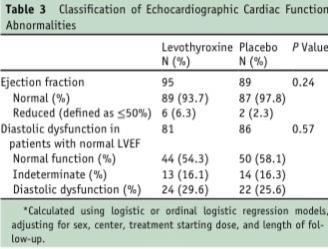 Table 3 Classification of Echocardiographic Cardiac Function
Abnormalities
Levothyroxine Placebo P Value
N (%) N (%)
Ejection fraction 95 89 0.24
Normal (%) 89 (93.7) 87 (97.8)
Reduced (defined as ≤50%) 6 (6.3) 2 (2.3)
Diastolic dysfunction in 81 86 0.57
patients with normal LVEF
Normal function (%) 44 (54.3) 50 (58.1)
Indeterminate (%) 13 (16.1) 14 (16.3)
Diastolic dysfunction (%) 24 (29.6) 22 (25.6)
*Calculated using logistic or ordinal logistic regression models,
adjusting for sex, center, treatment starting dose, and length of fol-
low-up.